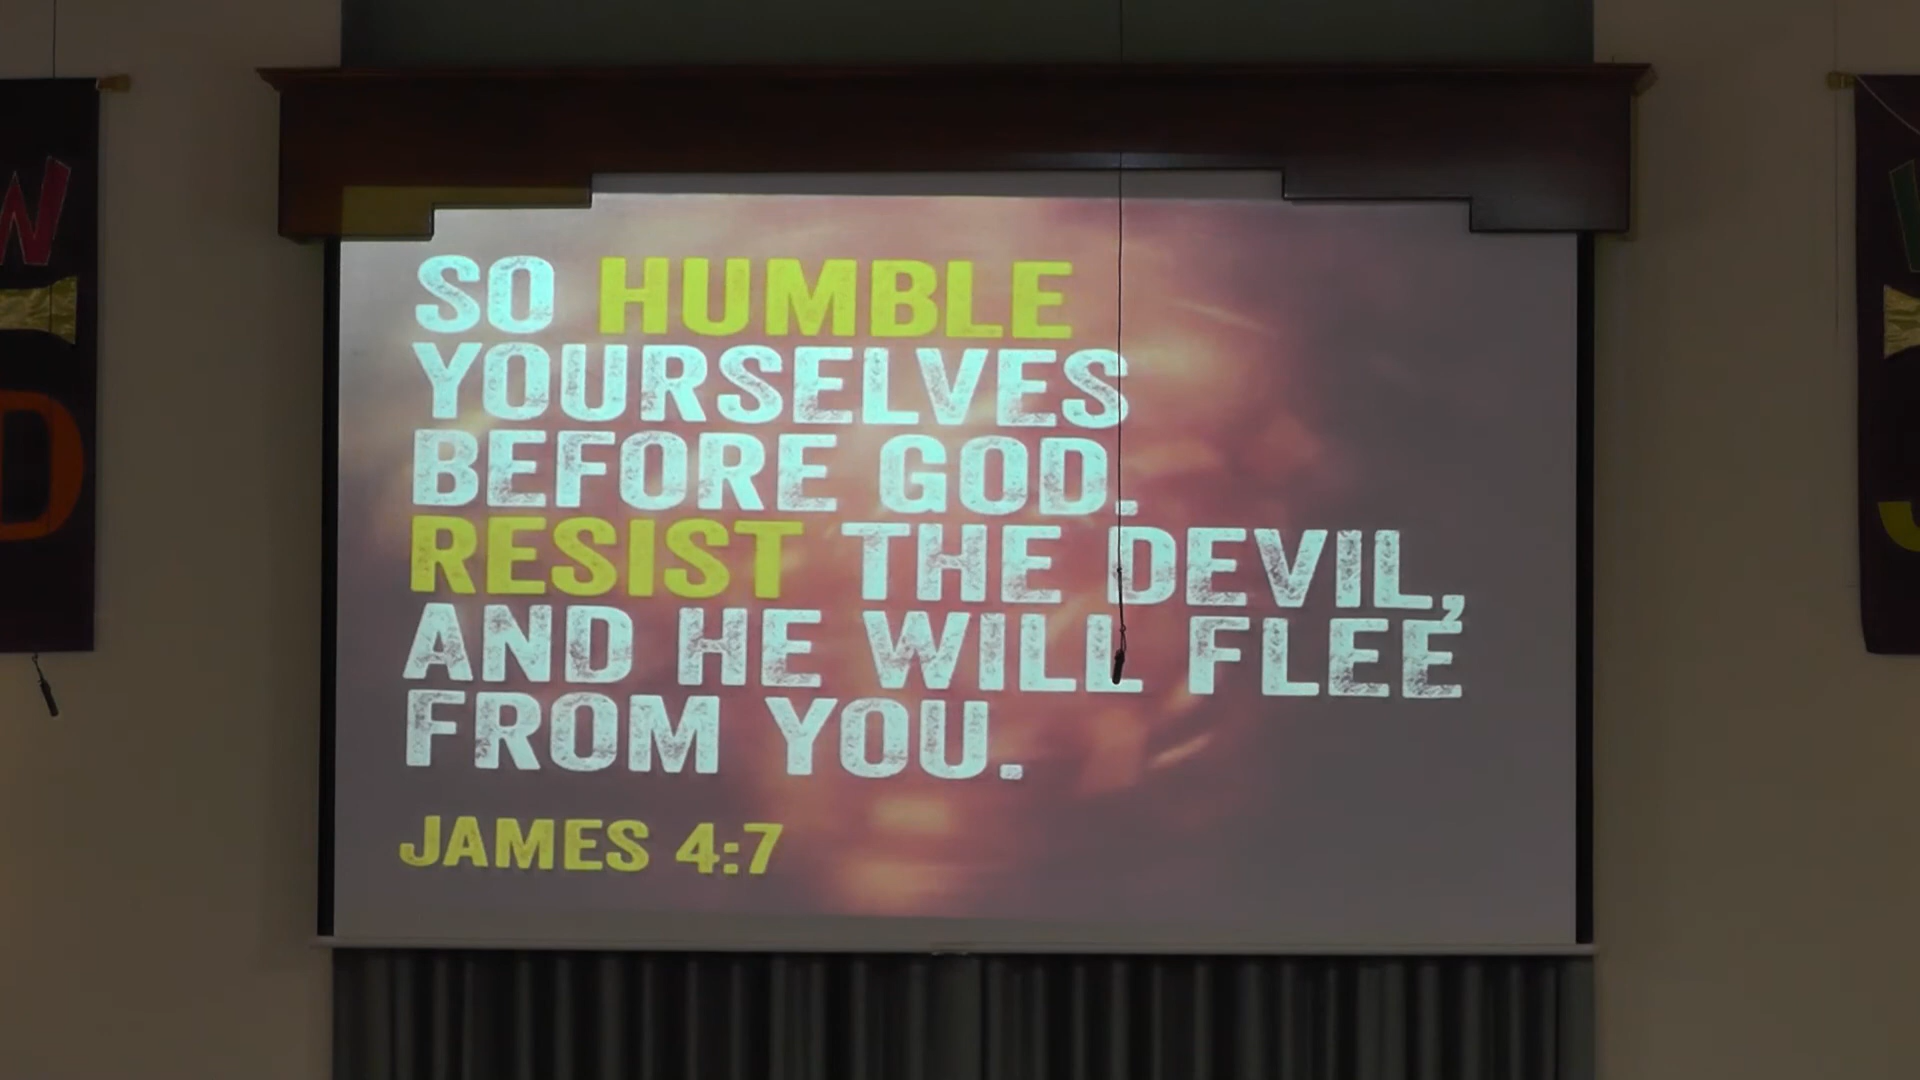 SO HUMBLE
YOURSELVES
BEFORE GOD.
RESIST THE DEVIL,
AND HE WILL FLEE
FROM YOU.
JAMES 4:7
W
D